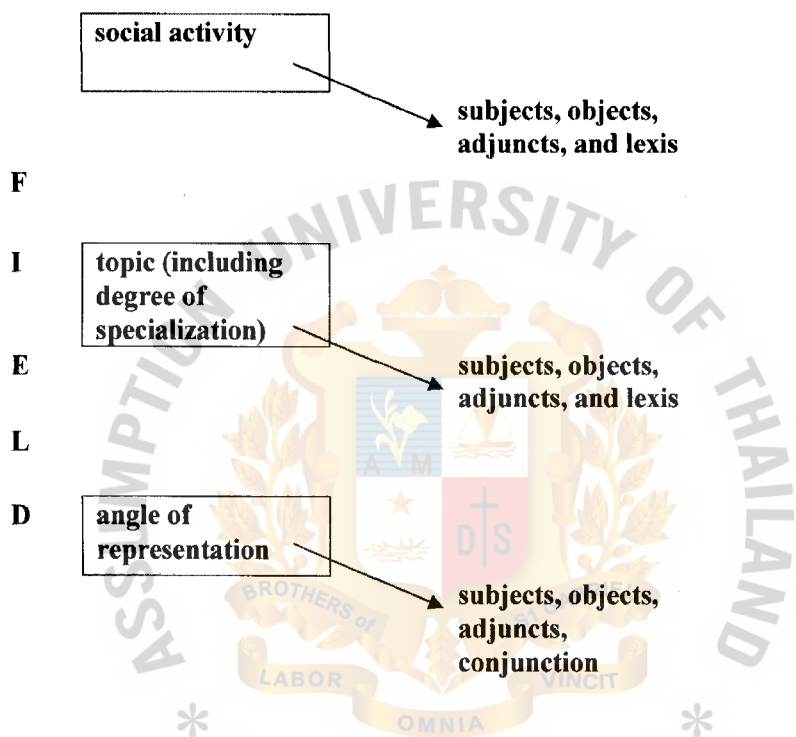 social activity
subjects, objects,
adjuncts, and lexis
F
I
E
L
D
topic (including
degree of
specialization)
subjects, objects,
adjuncts, and lexis
angle of
representation
subjects, objects,
adjuncts,
conjunction
ASSUMPTION UNIVERSITY OF THAILAND
A M
D S
BROTHERS of
LABOR
OMNIA
VINCIT
*
*